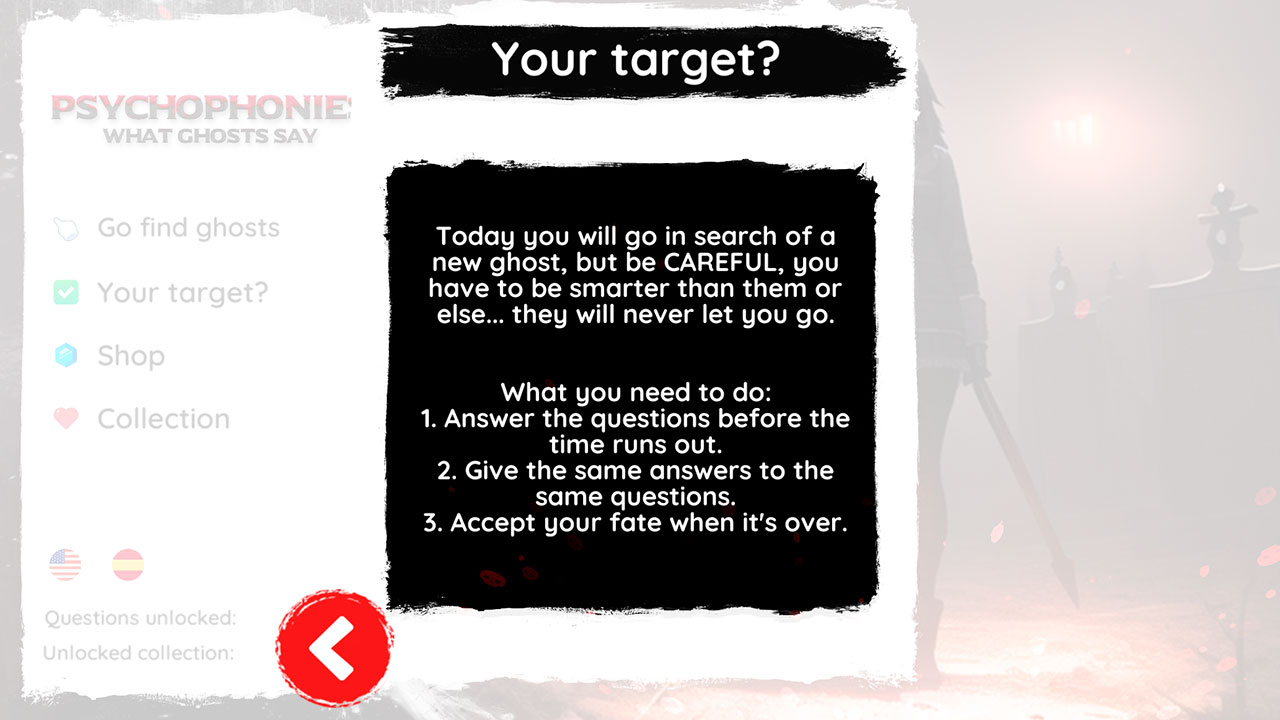 Your target?
PSYCHOPHONIES
WHAT GHOSTS SAY
Go find ghosts
Your target?
Shop
Collection
Questions unlocked:
Unlocked collection:
Today you will go in search of a
new ghost, but be CAREFUL, you
have to be smarter than them or
else... they will never let you go.
What you need to do:
1. Answer the questions before the
time runs out.
2. Give the same answers to the
same questions.
3. Accept your fate when it's over.